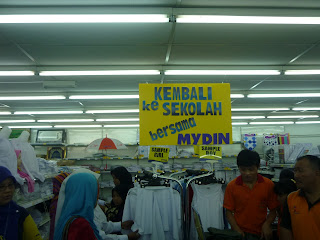 KEMBALI
ke SEKOLAH
bersama
MYDIN